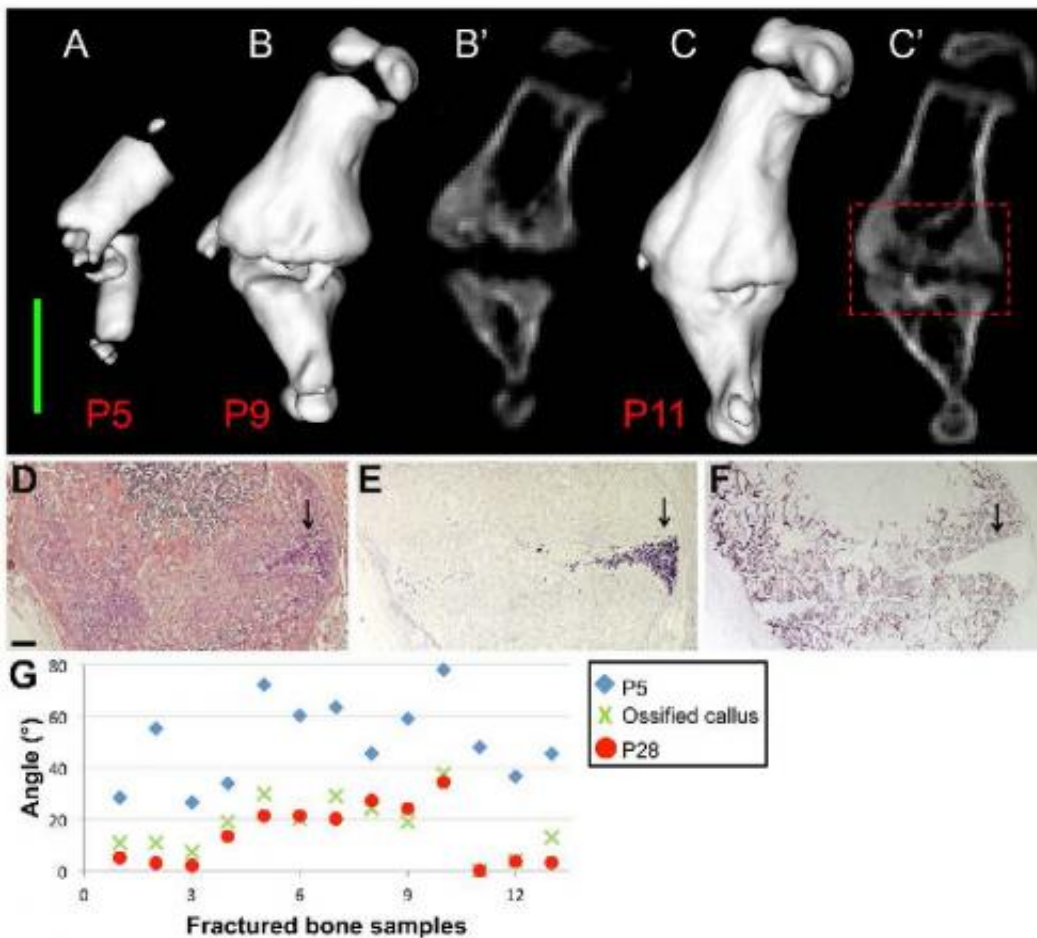 A B B' C C'
P5 P9 P11
D E F
G
80
60
40
20
0
Angle (°)
0 3 6 9 12
Fractured bone samples
P5
Ossified callus
P28